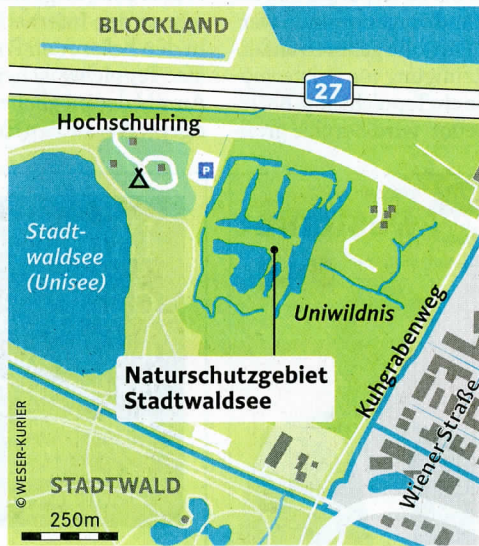 BLOCKLAND
27
Hochschulring
P
Stadt-
waldsee
(Unisee)
Uniwildnis
Naturschutzgebiet
Stadtwaldsee
Kuhgrabenweg
Wiener Straße
© WESER-KURIER
STADTWALD
250m